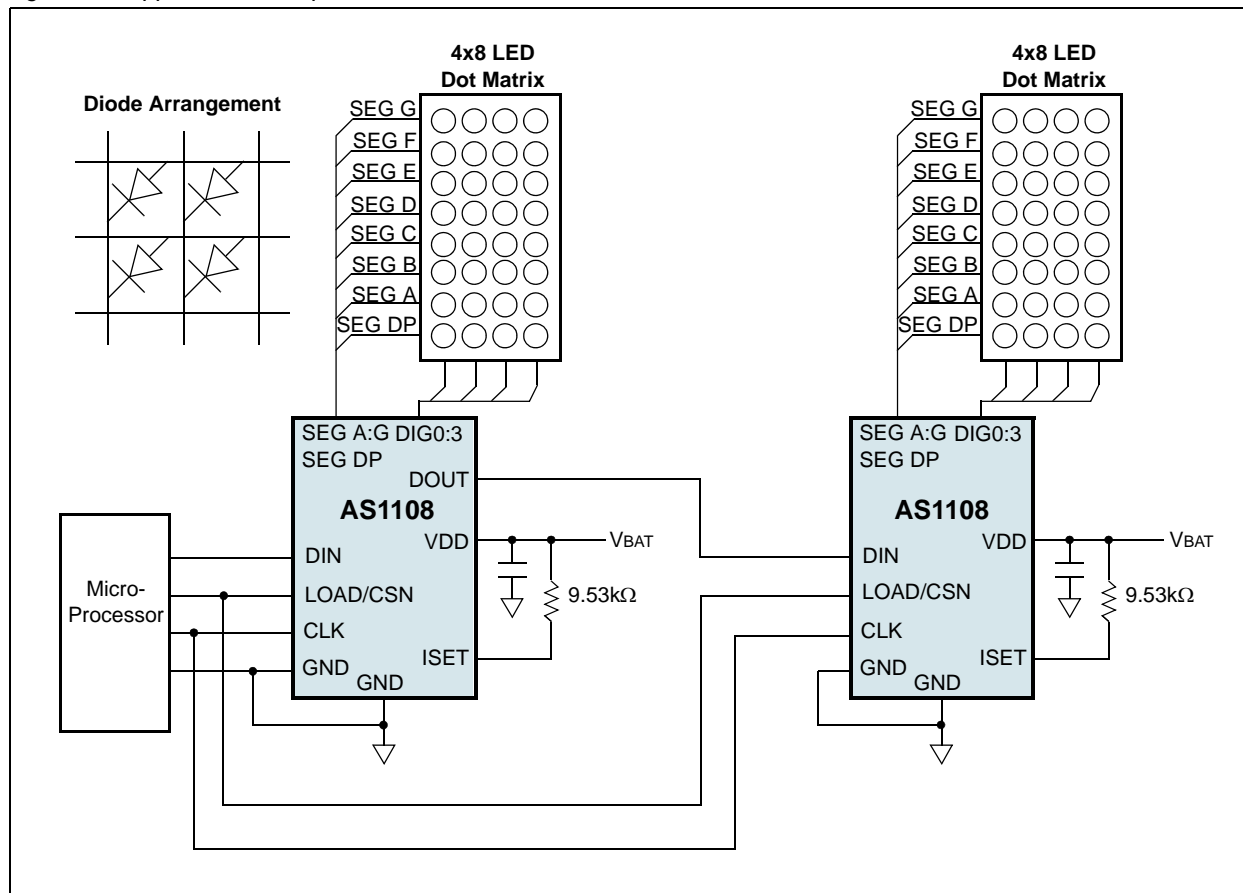 4x8 LED
Dot Matrix
Diode Arrangement
SEG G
SEG F
SEG E
SEG D
SEG C
SEG B
SEG A
SEG DP
4x8 LED
Dot Matrix
SEG G
SEG F
SEG E
SEG D
SEG C
SEG B
SEG A
SEG DP
SEG A:G DIG0:3
SEG DP
DOUT
AS1108
DIN
VDD
VBAT
LOAD/CSN
9.53kΩ
CLK
GND
ISET
GND
Micro-
Processor
SEG A:G DIG0:3
SEG DP
AS1108
DIN
VDD
VBAT
LOAD/CSN
9.53kΩ
CLK
GND
ISET
GND